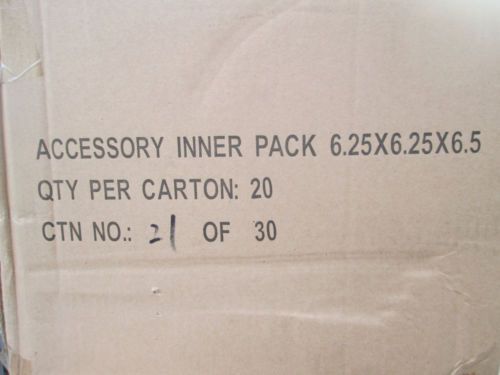 ACCESSORY INNER PACK 6.25X6.25X6.5
QTY PER CARTON: 20
CTN NO.: 21 OF 30